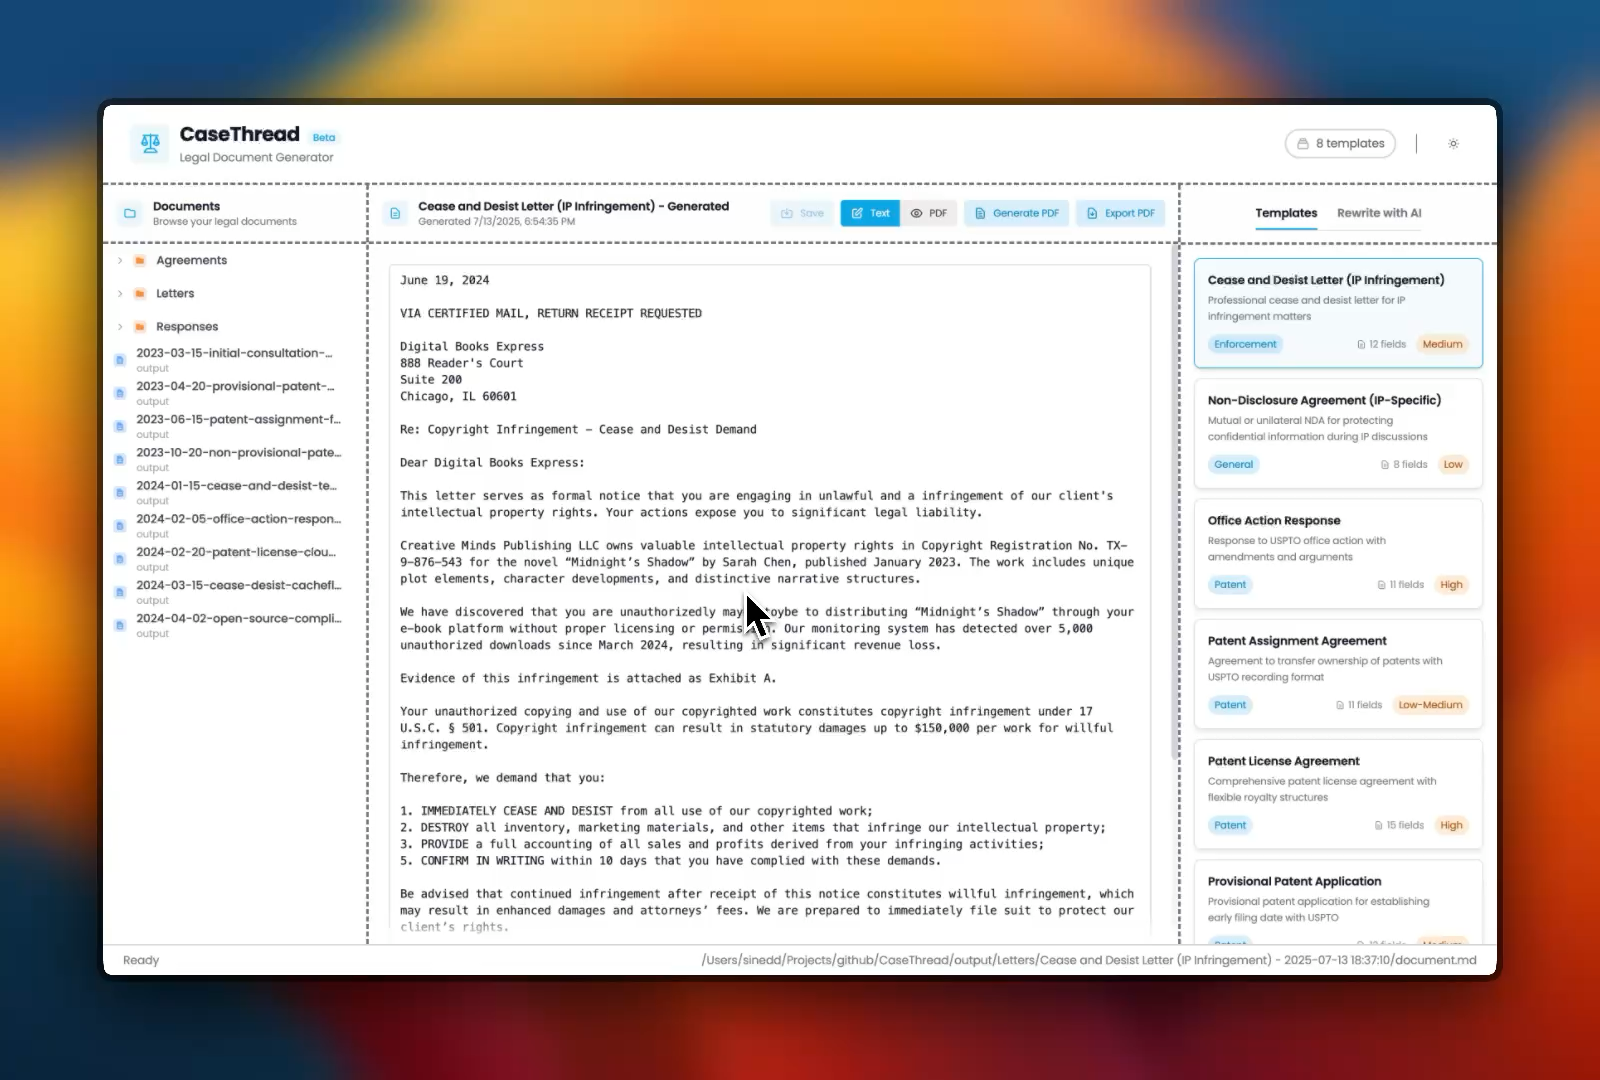 CaseThread Beta
Legal Document Generator
8 templates
Documents
Browse your legal documents
Agreements
Letters
Responses
2023-03-15-initial-consultation-...
output
2023-04-20-provisional-patent-...
output
2023-06-15-patent-assignment-f...
output
2023-10-20-non-provisional-pate...
output
2024-01-15-cease-and-desist-te...
output
2024-02-05-office-action-respon...
output
2024-02-20-patent-license-clou...
output
2024-03-15-cease-desist-cachefl...
output
2024-04-02-open-source-compli...
output
Cease and Desist Letter (IP Infringement) - Generated
Generated 7/13/2025, 6:54:35 PM
Save Text PDF Generate PDF Export PDF
June 19, 2024
VIA CERTIFIED MAIL, RETURN RECEIPT REQUESTED
Digital Books Express
888 Reader's Court
Suite 200
Chicago, IL 60601
Re: Copyright Infringement – Cease and Desist Demand
Dear Digital Books Express:
This letter serves as formal notice that you are engaging in unlawful and a infringement of our client's
intellectual property rights. Your actions expose you to significant legal liability.
Creative Minds Publishing LLC owns valuable intellectual property rights in Copyright Registration No. TX-
9-876-543 for the novel “Midnight’s Shadow” by Sarah Chen, published January 2023. The work includes unique
plot elements, character developments, and distinctive narrative structures.
We have discovered that you are unauthorizedly may toybe to distributing “Midnight’s Shadow” through your
e-book platform without proper licensing or Our monitoring system has detected over 5,000
unauthorized downloads since March 2024, resulting in significant revenue loss.
Evidence of this infringement is attached as Exhibit A.
Your unauthorized copying and use of our copyrighted work constitutes copyright infringement under 17
U.S.C. § 501. Copyright infringement can result in statutory damages up to $150,000 per work for willful
infringement.
Therefore, we demand that you:
1. IMMEDIATELY CEASE AND DESIST from all use of our copyrighted work;
2. DESTROY all inventory, marketing materials, and other items that infringe our intellectual property;
3. PROVIDE a full accounting of all sales and profits derived from your infringing activities;
5. CONFIRM IN WRITING within 10 days that you have complied with these demands.
Be advised that continued infringement after receipt of this notice constitutes willful infringement, which
may result in enhanced damages and attorneys’ fees. We are prepared to immediately file suit to protect our
client’s rights.
Templates Rewrite with AI
Cease and Desist Letter (IP Infringement)
Professional cease and desist letter for IP
infringement matters
Enforcement 12 fields Medium
Non-Disclosure Agreement (IP-Specific)
Mutual or unilateral NDA for protecting
confidential information during IP discussions
General 8 fields Low
Office Action Response
Response to USPTO office action with
amendments and arguments
Patent 11 fields High
Patent Assignment Agreement
Agreement to transfer ownership of patents with
USPTO recording format
Patent 11 fields Low-Medium
Patent License Agreement
Comprehensive patent license agreement with
flexible royalty structures
Patent 15 fields High
Provisional Patent Application
Provisional patent application for establishing
early filing date with USPTO
Ready
/Users/sinedd/Projects/github/CaseThread/output/Letters/Cease and Desist Letter (IP Infringement) - 2025-07-13 18:37:10/document.md